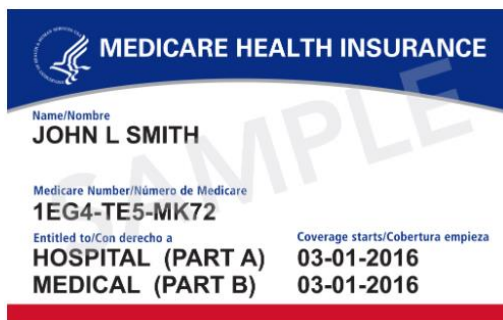 MEDICARE HEALTH INSURANCE
Name/Nombre
JOHN L SMITH
Medicare Number/Número de Medicare
1EG4-TE5-MK72
Entitled to/Con derecho a Coverage starts/Cobertura empieza
HOSPITAL (PART A) 03-01-2016
MEDICAL (PART B) 03-01-2016
SAMPLE